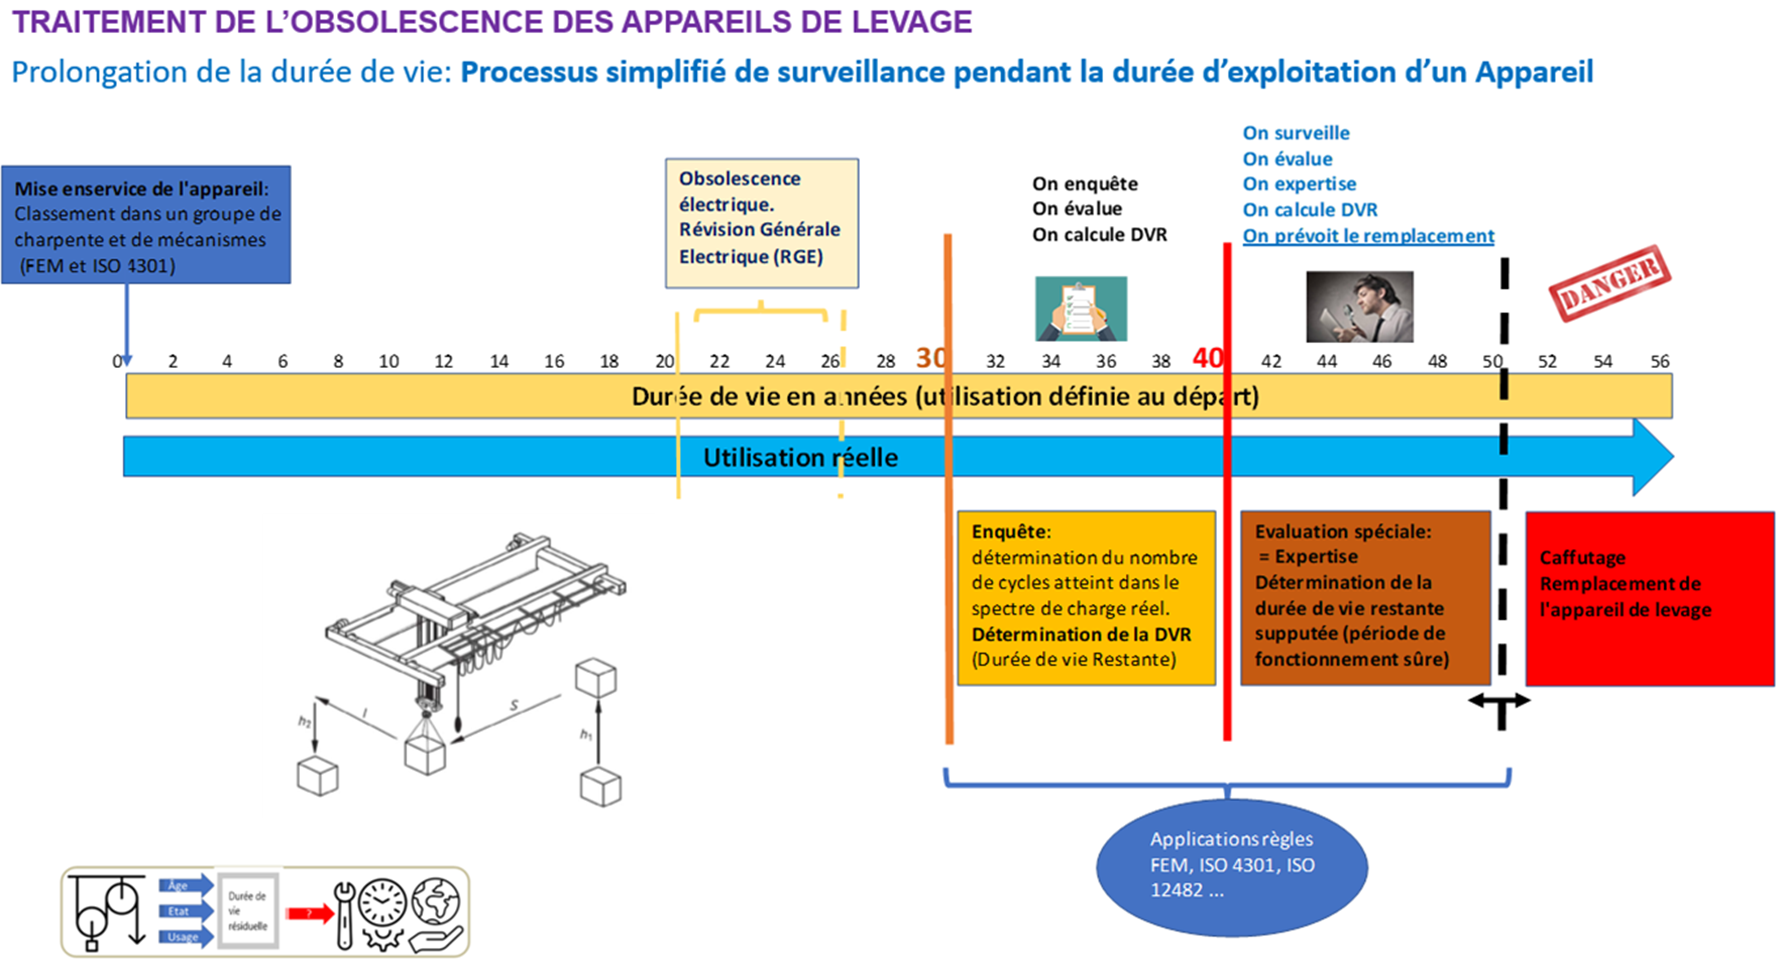 TRAITEMENT DE L’OBSOLESCENCE DES APPAREILS DE LEVAGE
Prolongation de la durée de vie: Processus simplifié de surveillance pendant la durée d’exploitation d’un Appareil
Mise enservice de l'appareil:
Classement dans un groupe de
charpente et de mécanismes
(FEM et ISO 4301)
Obsolescence
électrique.
Révision Générale
Electrique (RGE)
On enquête
On évalue
On calcule DVR
On surveille
On évalue
On expertise
On calcule DVR
On prévoit le remplacement
DANGER
0 2 4 6 8 10 12 14 16 18 20 22 24 26 28 30 32 34 36 38 40 42 44 46 48 50 52 54 56
Durée de vie en années (utilisation définie au départ)
Utilisation réelle
Enquête:
détermination du nombre
de cycles atteint dans le
spectre de charge réel.
Détermination de la DVR
(Durée de vie Restante)
Evaluation spéciale:
= Expertise
Détermination de la
durée de vie restante
supputée (période de
fonctionnement sûre)
Caffutage
Remplacement de
l'appareil de levage
h2
l
S
h1
Applications règles
FEM, ISO 4301, ISO
12482 ...
Âge
Etat
Usage
Durée de
vie
résiduelle
?